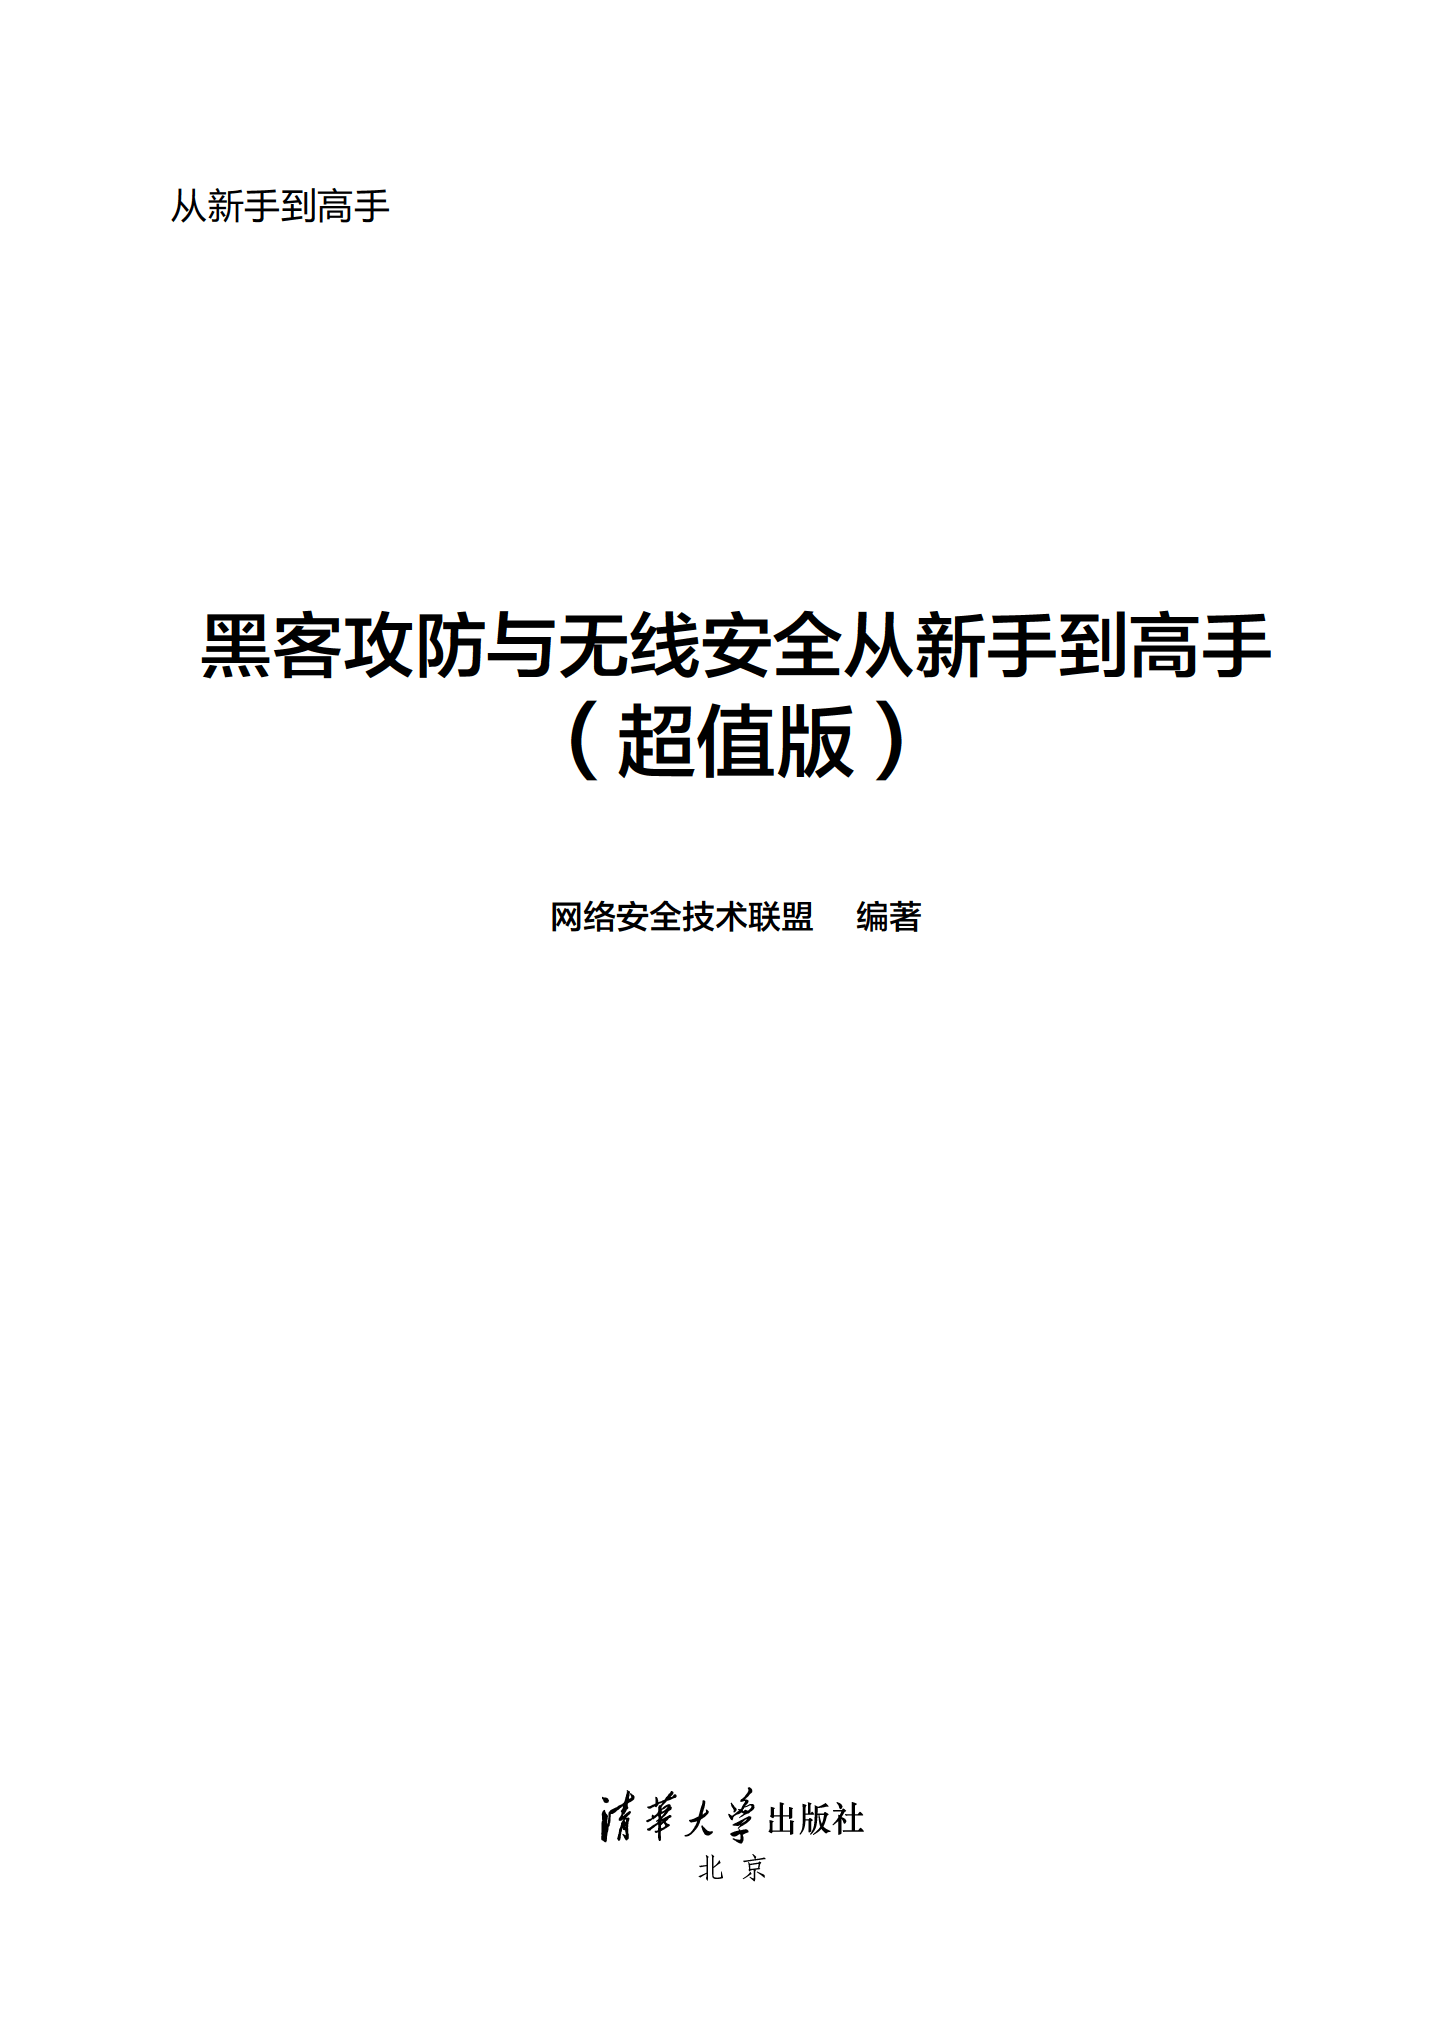 从新手到高手
黑客攻防与无线安全从新手到高手
（超值版）
网络安全技术联盟 编著
清華大学出版社
北 京